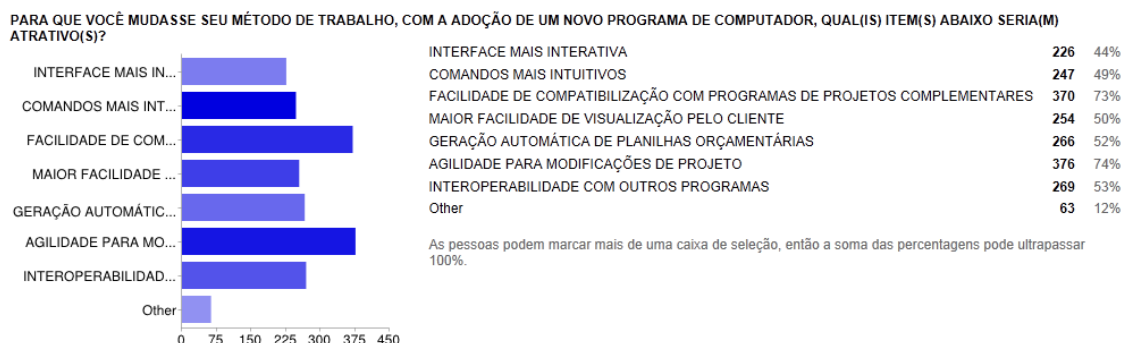 PARA QUE VOCÊ MUDASSE SEU MÉTODO DE TRABALHO, COM A ADOÇÃO DE UM NOVO PROGRAMA DE COMPUTADOR, QUAL(IS) ITEM(S) ABAIXO SERIA(M)
ATRATIVO(S)?
INTERFACE MAIS IN...
COMANDOS MAIS INT...
FACILIDADE DE COM...
MAIOR FACILIDADE ...
GERAÇÃO AUTOMÁTIC...
AGILIDADE PARA MO...
INTEROPERABILIDAD...
Other
0 75 150 225 300 375 450
INTERFACE MAIS INTERATIVA 226 44%
COMANDOS MAIS INTUITIVOS 247 49%
FACILIDADE DE COMPATIBILIZAÇÃO COM PROGRAMAS DE PROJETOS COMPLEMENTARES 370 73%
MAIOR FACILIDADE DE VISUALIZAÇÃO PELO CLIENTE 254 50%
GERAÇÃO AUTOMÁTICA DE PLANILHAS ORÇAMENTÁRIAS 266 52%
AGILIDADE PARA MODIFICAÇÕES DE PROJETO 376 74%
INTEROPERABILIDADE COM OUTROS PROGRAMAS 269 53%
Other 63 12%
As pessoas podem marcar mais de uma caixa de seleção, então a soma das percentagens pode ultrapassar
100%.